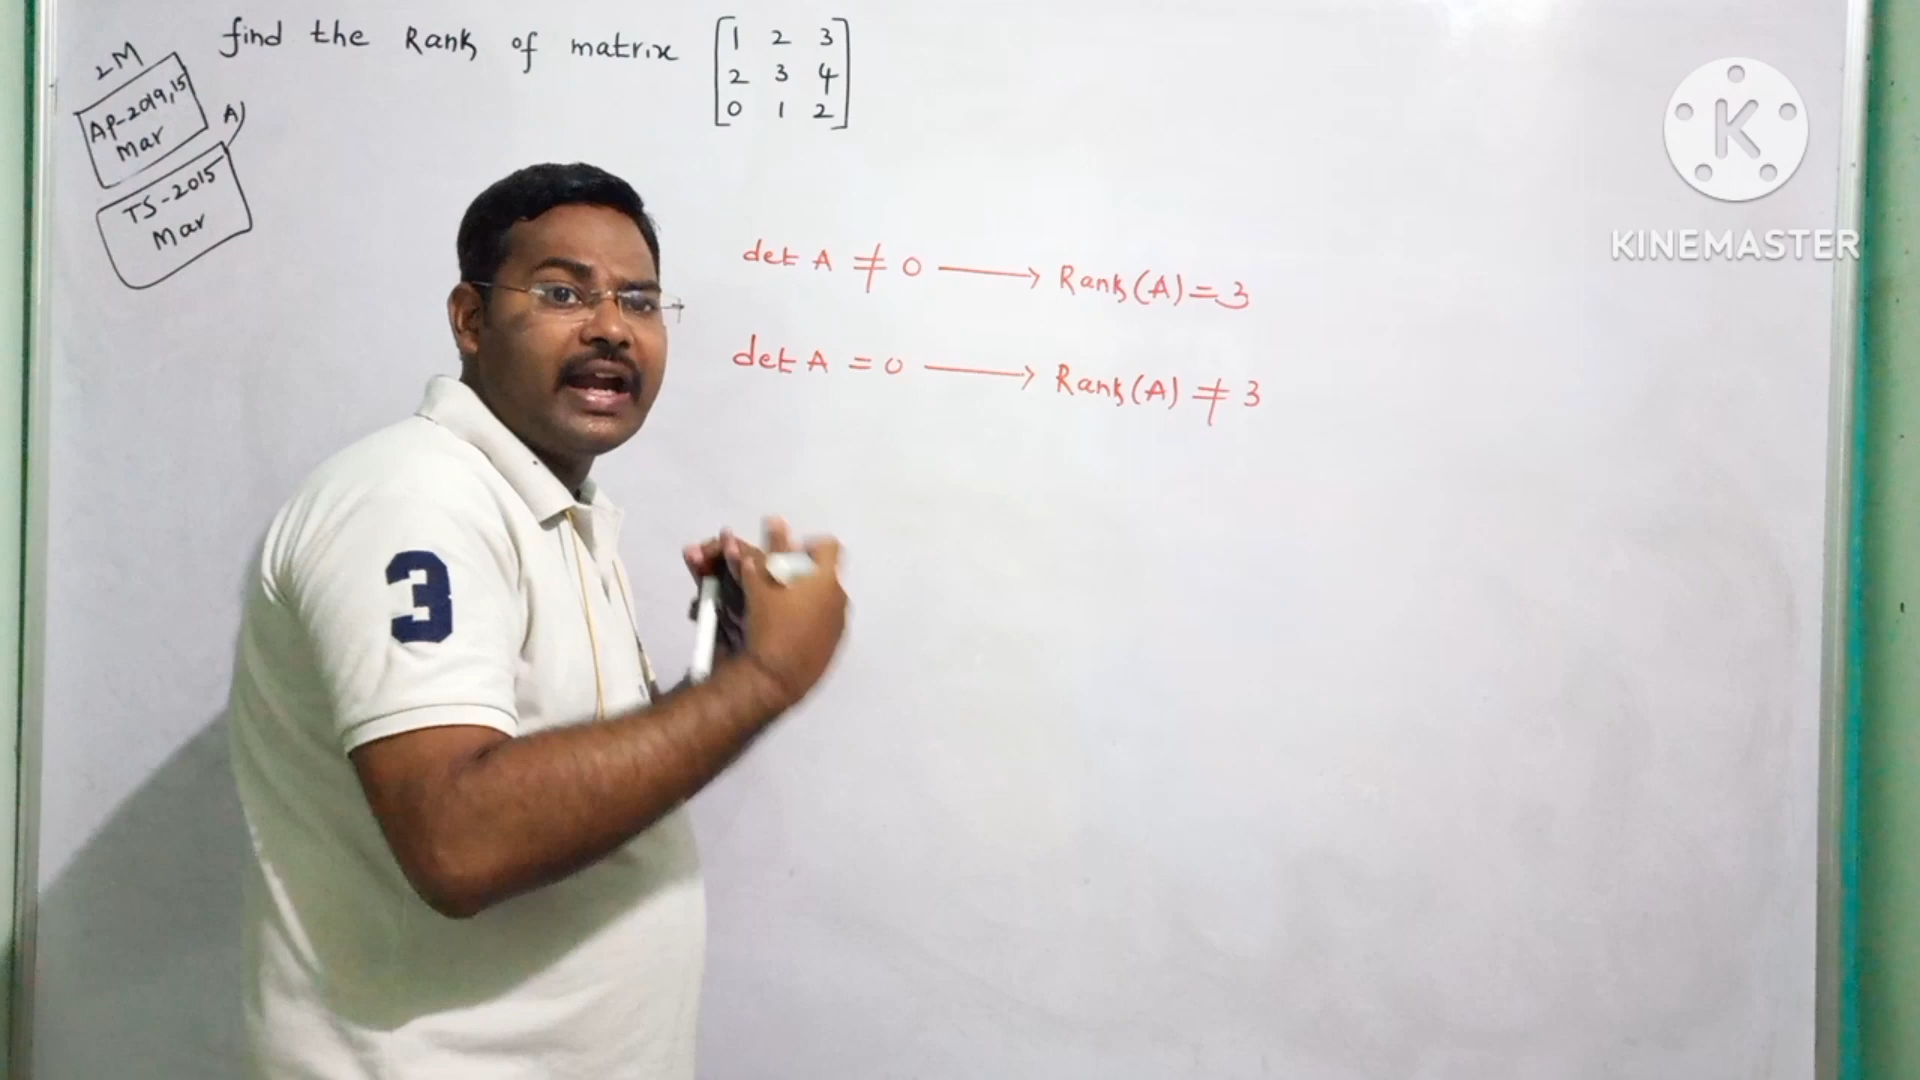 find the Rank of matrix
1 2 3
2 3 4
0 1 2
2M
AP-2019,15
Mar
A)
TS-2015
Mar
det A ≠ 0 ⟶ Rank(A) = 3
det A = 0 ⟶ Rank(A) ≠ 3
3
K
KINEMASTER